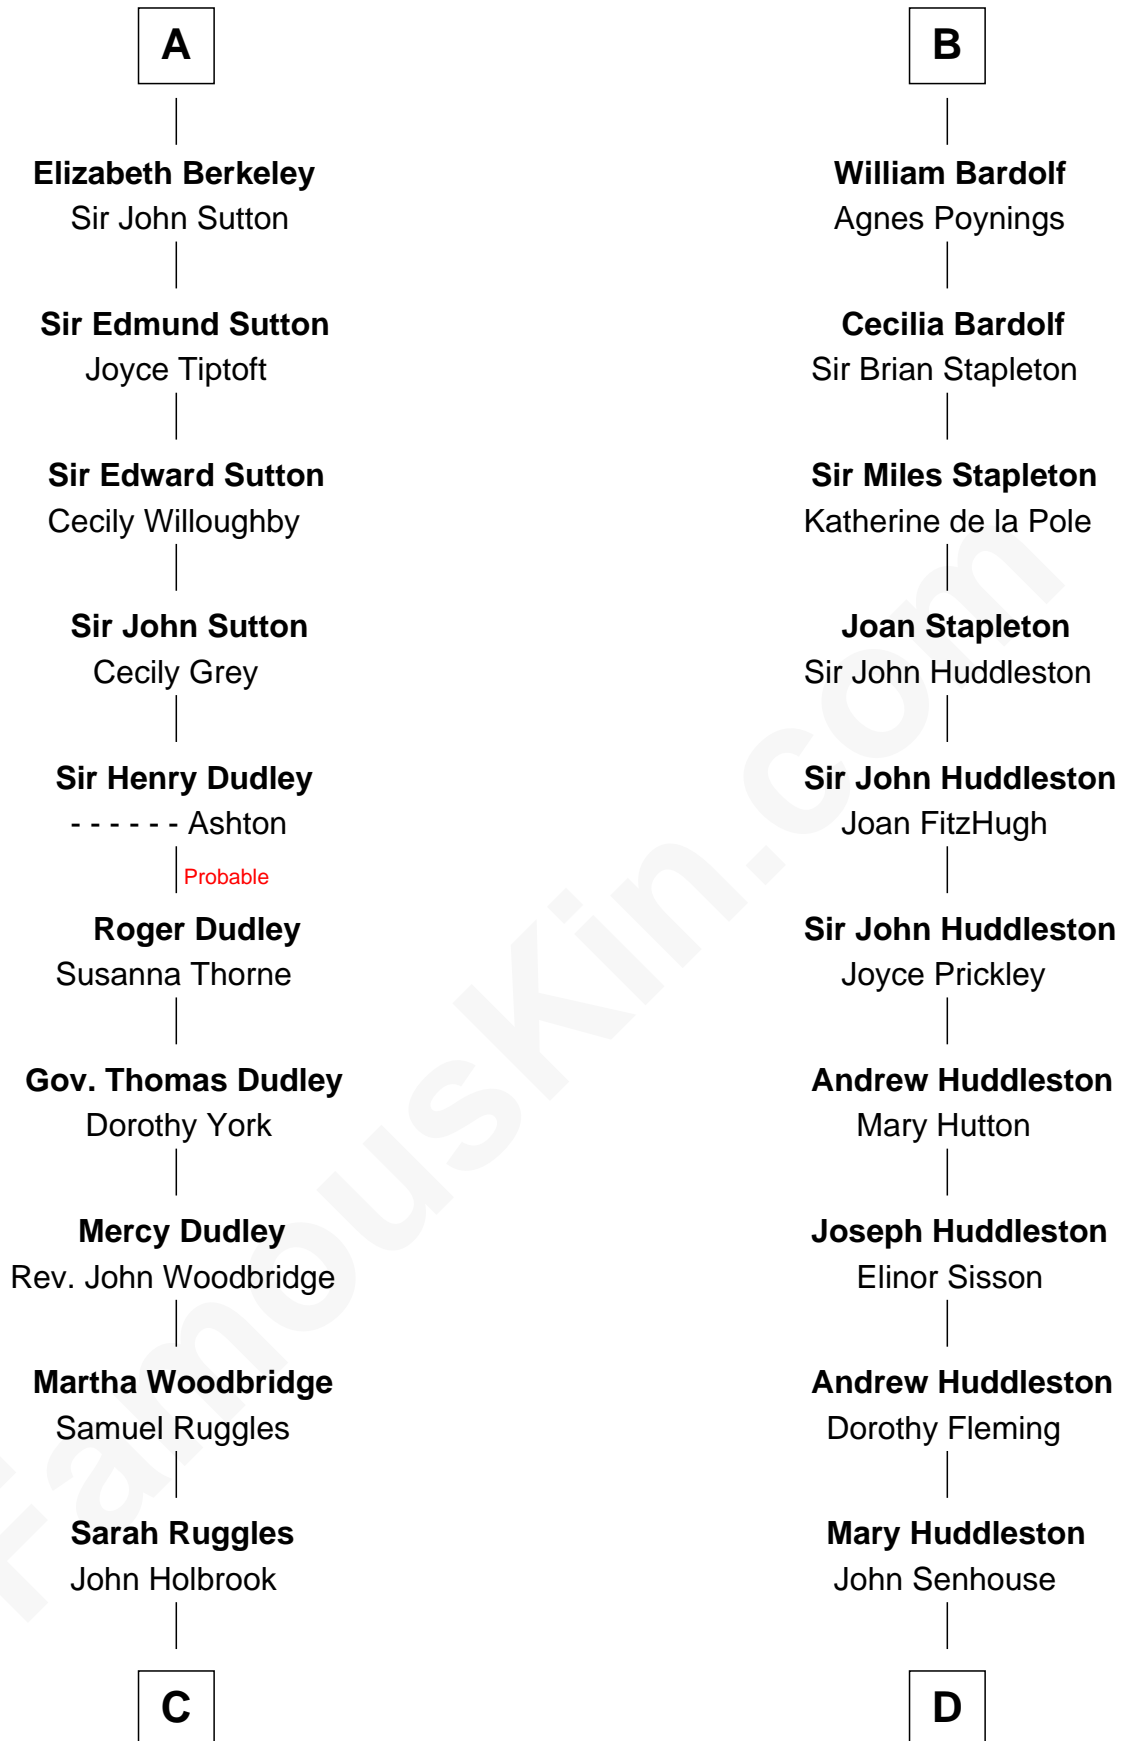 A
Elizabeth Berkeley
Sir John Sutton
Sir Edmund Sutton
Joyce Tiptoft
Sir Edward Sutton
Cecily Willoughby
Sir John Sutton
Cecily Grey
Sir Henry Dudley
- - - - - - Ashton
Probable
Roger Dudley
Susanna Thorne
Gov. Thomas Dudley
Dorothy York
Mercy Dudley
Rev. John Woodbridge
Martha Woodbridge
Samuel Ruggles
Sarah Ruggles
John Holbrook
C
B
William Bardolf
Agnes Poynings
Cecilia Bardolf
Sir Brian Stapleton
Sir Miles Stapleton
Katherine de la Pole
Joan Stapleton
Sir John Huddleston
Sir John Huddleston
Joan FitzHugh
Sir John Huddleston
Joyce Prickley
Andrew Huddleston
Mary Hutton
Joseph Huddleston
Elinor Sisson
Andrew Huddleston
Dorothy Fleming
Mary Huddleston
John Senhouse
D
FamousKin.com